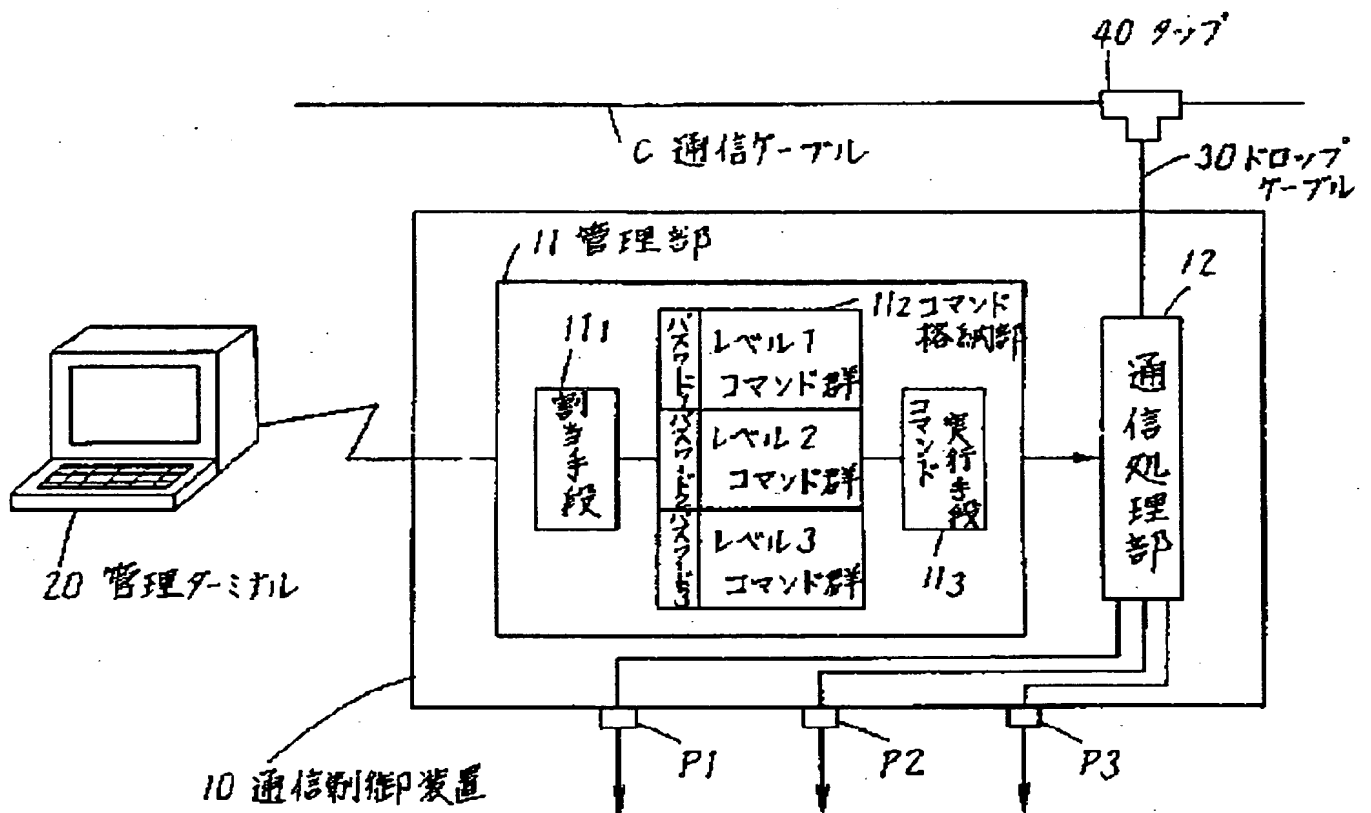 40 タップ
C 通信ケーブル
30 ドロップ
ケーブル
11 管理部
12
111
112 コマンド
格納部
パスワード1
レベル1
コマンド群
割当手段
パスワード2
レベル2
コマンド群
コマンド
実行手段
通信処理部
パスワード3
レベル3
コマンド群
113
20 管理ターミナル
P1
P2
P3
10 通信制御装置